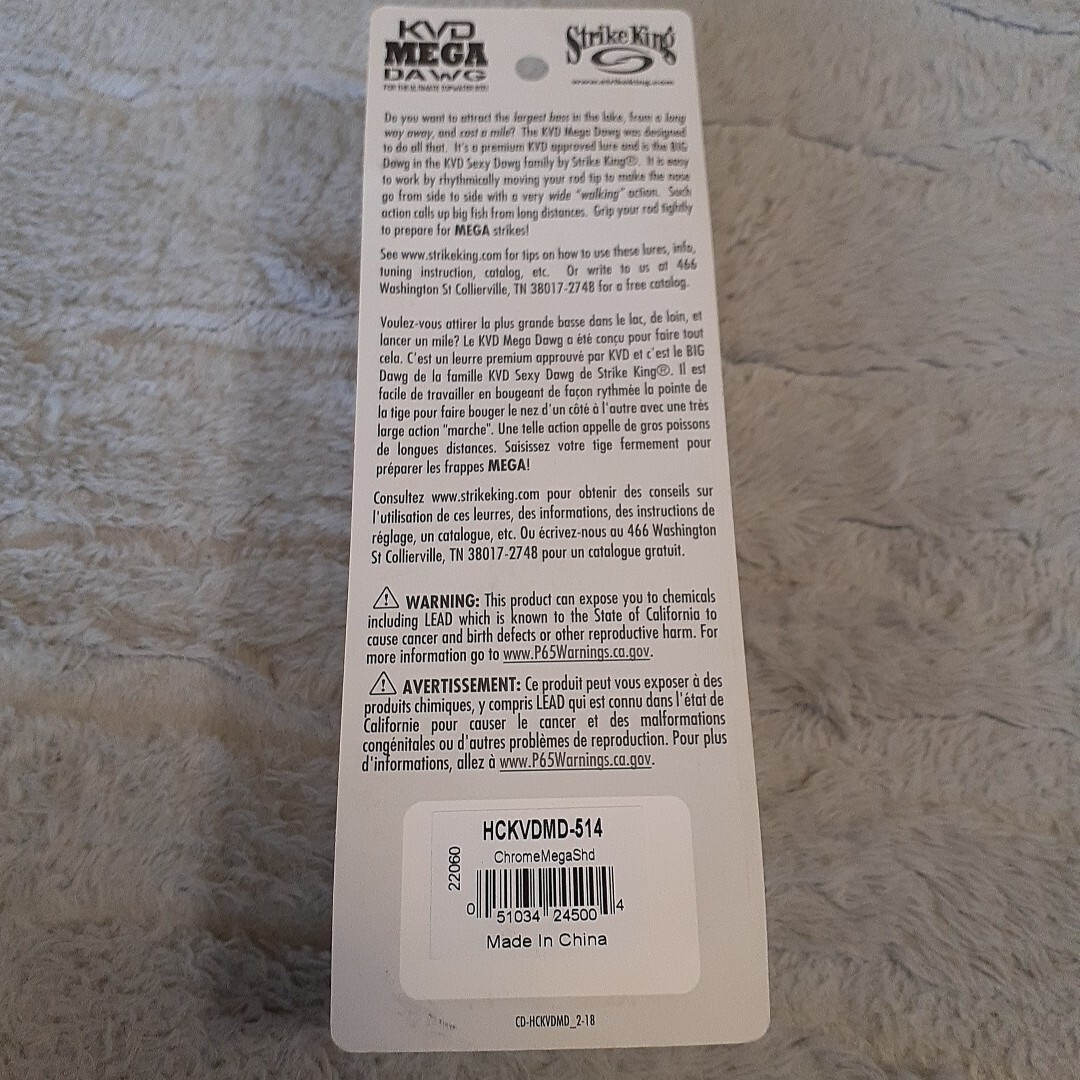 KVD
MEGA
DAWG
FOR THE ULTIMATE TOPWATER BITE!
Strike King
www.strikeking.com
Do you want to attract the largest bass in the lake, from a long
way away, and cast a mile? The KVD Mega Dawg was designed
to do all that. It's a premium KVD approved lure and is the BIG
Dawg in the KVD Sexy Dawg family by Strike King®. It is easy
to work by rhythmically moving your rod tip to make the nose
go from side to side with a very wide "walking" action. Such
action calls up big fish from long distances. Grip your rod tightly
to prepare for MEGA strikes!
See www.strikeking.com for tips on how to use these lures, info,
tuning instruction, catalog, etc. Or write to us at 466
Washington St Collierville, TN 38017-2748 for a free catalog.
Voulez-vous attirer la plus grande basse dans le lac, de loin, et
lancer un mile? Le KVD Mega Dawg a été conçu pour faire tout
cela. C'est un leurre premium approuvé par KVD et c'est le BIG
Dawg de la famille KVD Sexy Dawg de Strike King®. Il est
facile de travailler en bougeant de façon rythmée la pointe de
la tige pour faire bouger le nez d'un côté à l'autre avec une très
large action "marche". Une telle action appelle de gros poissons
de longues distances. Saisissez votre tige fermement pour
préparer les frappes MEGA!
Consultez www.strikeking.com pour obtenir des conseils sur
l'utilisation de ces leurres, des informations, des instructions de
réglage, un catalogue, etc. Ou écrivez-nous au 466 Washington
St Collierville, TN 38017-2748 pour un catalogue gratuit.
WARNING: This product can expose you to chemicals
including LEAD which is known to the State of California to
cause cancer and birth defects or other reproductive harm. For
more information go to www.P65Warnings.ca.gov.
AVERTISSEMENT: Ce produit peut vous exposer à des
produits chimiques, y compris LEAD qui est connu dans l'état de
Californie pour causer le cancer et des malformations
congénitales ou d'autres problèmes de reproduction. Pour plus
d'informations, allez à www.P65Warnings.ca.gov.
HCKVDMD-514
ChromeMegaShd
22060
0 51034 24500 4
Made In China
CD-HCKVDMD_2-18